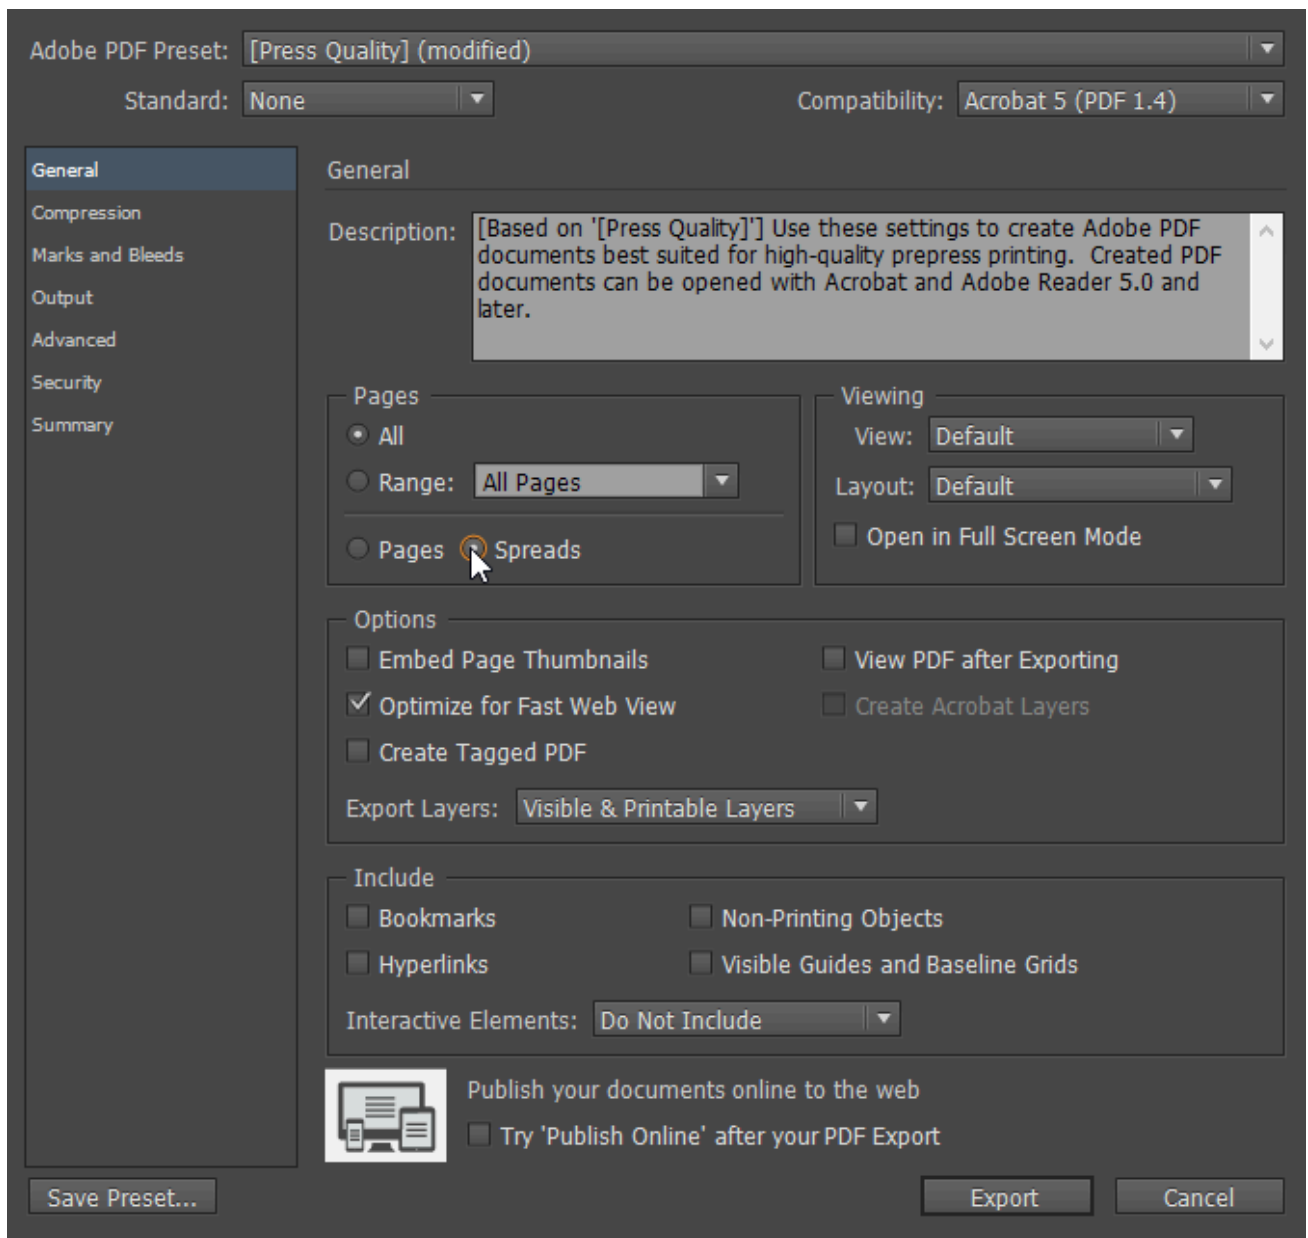 Adobe PDF Preset: [Press Quality] (modified)
Standard: None Compatibility: Acrobat 5 (PDF 1.4)
General
Compression
Marks and Bleeds
Output
Advanced
Security
Summary
General
Description: [Based on '[Press Quality]'] Use these settings to create Adobe PDF
documents best suited for high-quality prepress printing. Created PDF
documents can be opened with Acrobat and Adobe Reader 5.0 and
later.
Pages
All
Range: All Pages
Pages Spreads
Viewing
View: Default
Layout: Default
Open in Full Screen Mode
Options
Embed Page Thumbnails View PDF after Exporting
Optimize for Fast Web View Create Acrobat Layers
Create Tagged PDF
Export Layers: Visible & Printable Layers
Include
Bookmarks Non-Printing Objects
Hyperlinks Visible Guides and Baseline Grids
Interactive Elements: Do Not Include
Publish your documents online to the web
Try 'Publish Online' after your PDF Export
Save Preset... Export Cancel